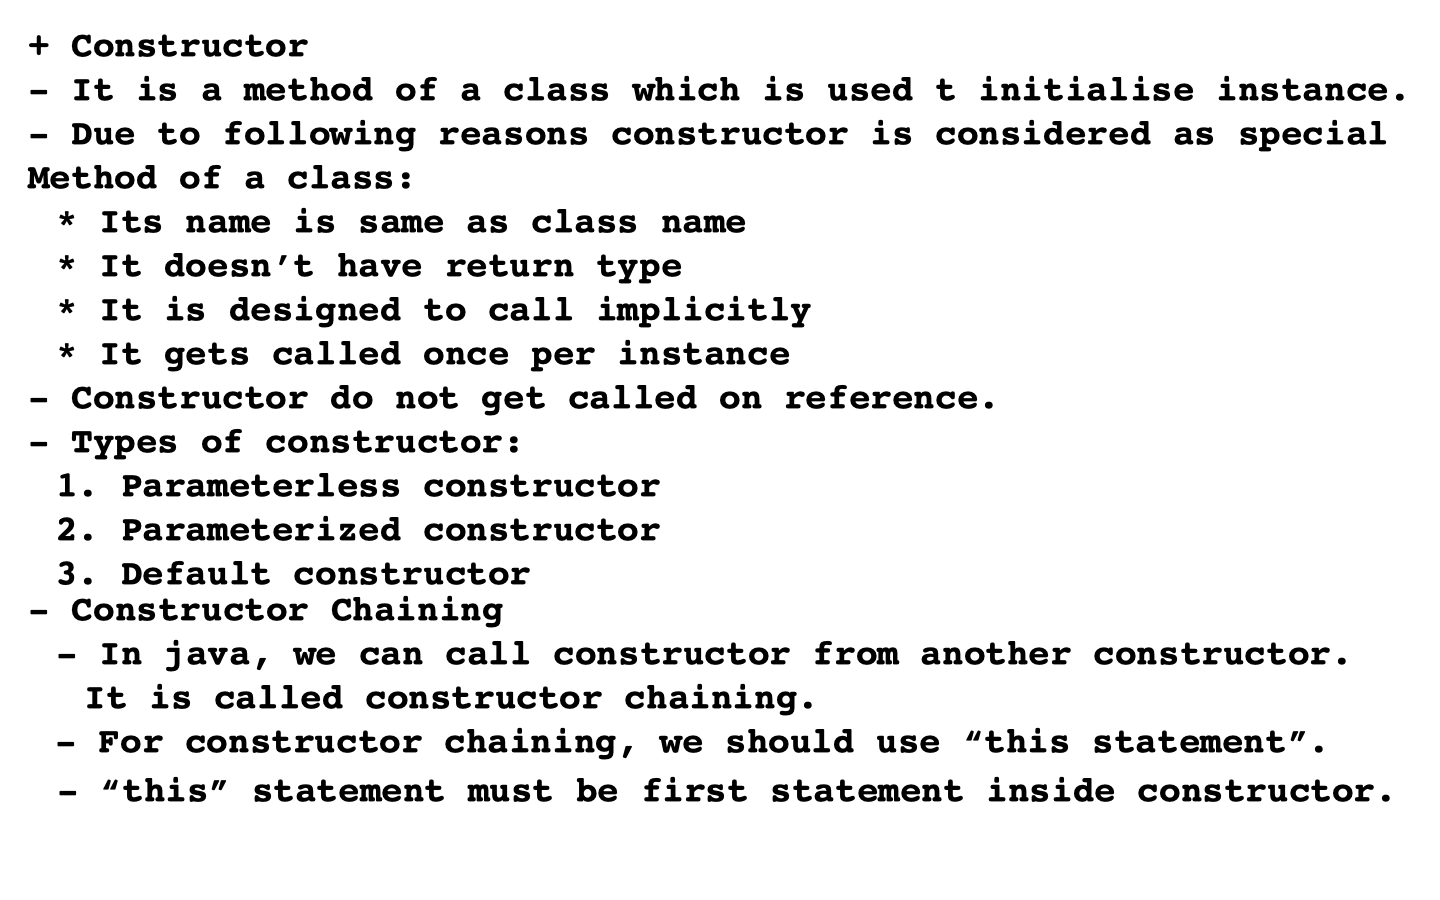 + Constructor
- It is a method of a class which is used t initialise instance.
- Due to following reasons constructor is considered as special
Method of a class:
* Its name is same as class name
* It doesn’t have return type
* It is designed to call implicitly
* It gets called once per instance
- Constructor do not get called on reference.
- Types of constructor:
1. Parameterless constructor
2. Parameterized constructor
3. Default constructor
- Constructor Chaining
- In java, we can call constructor from another constructor.
It is called constructor chaining.
- For constructor chaining, we should use “this statement”.
- “this” statement must be first statement inside constructor.